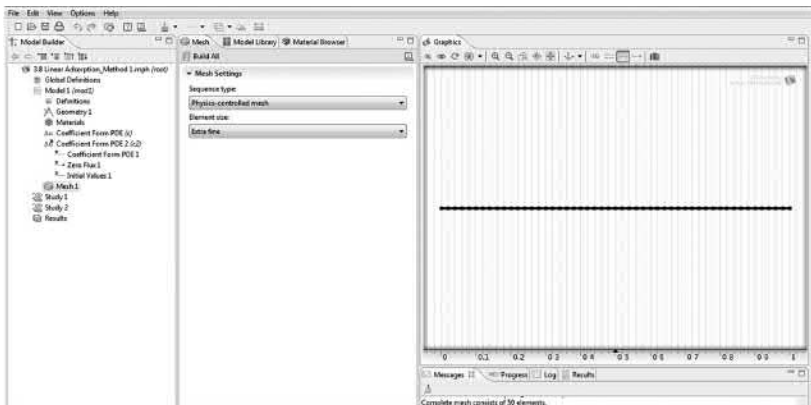 File Edit View Options Help
Model Builder
3.8 Linear Adsorption_Method 1.mph (root)
Global Definitions
Model 1 (mod1)
Definitions
Geometry 1
Materials
Coefficient Form PDE (c)
Coefficient Form PDE 2 (c2)
Coefficient Form PDE 1
Zero Flux 1
Initial Values 1
Mesh 1
Study 1
Study 2
Results
Mesh Model Library Material Browser
Build All
Mesh Settings
Sequence type:
Physics-controlled mesh
Element size:
Extra fine
Graphics
0 0.1 0.2 0.3 0.4 0.5 0.6 0.7 0.8 0.9 1
Messages Progress Log Results
Complete mesh consists of 50 elements.